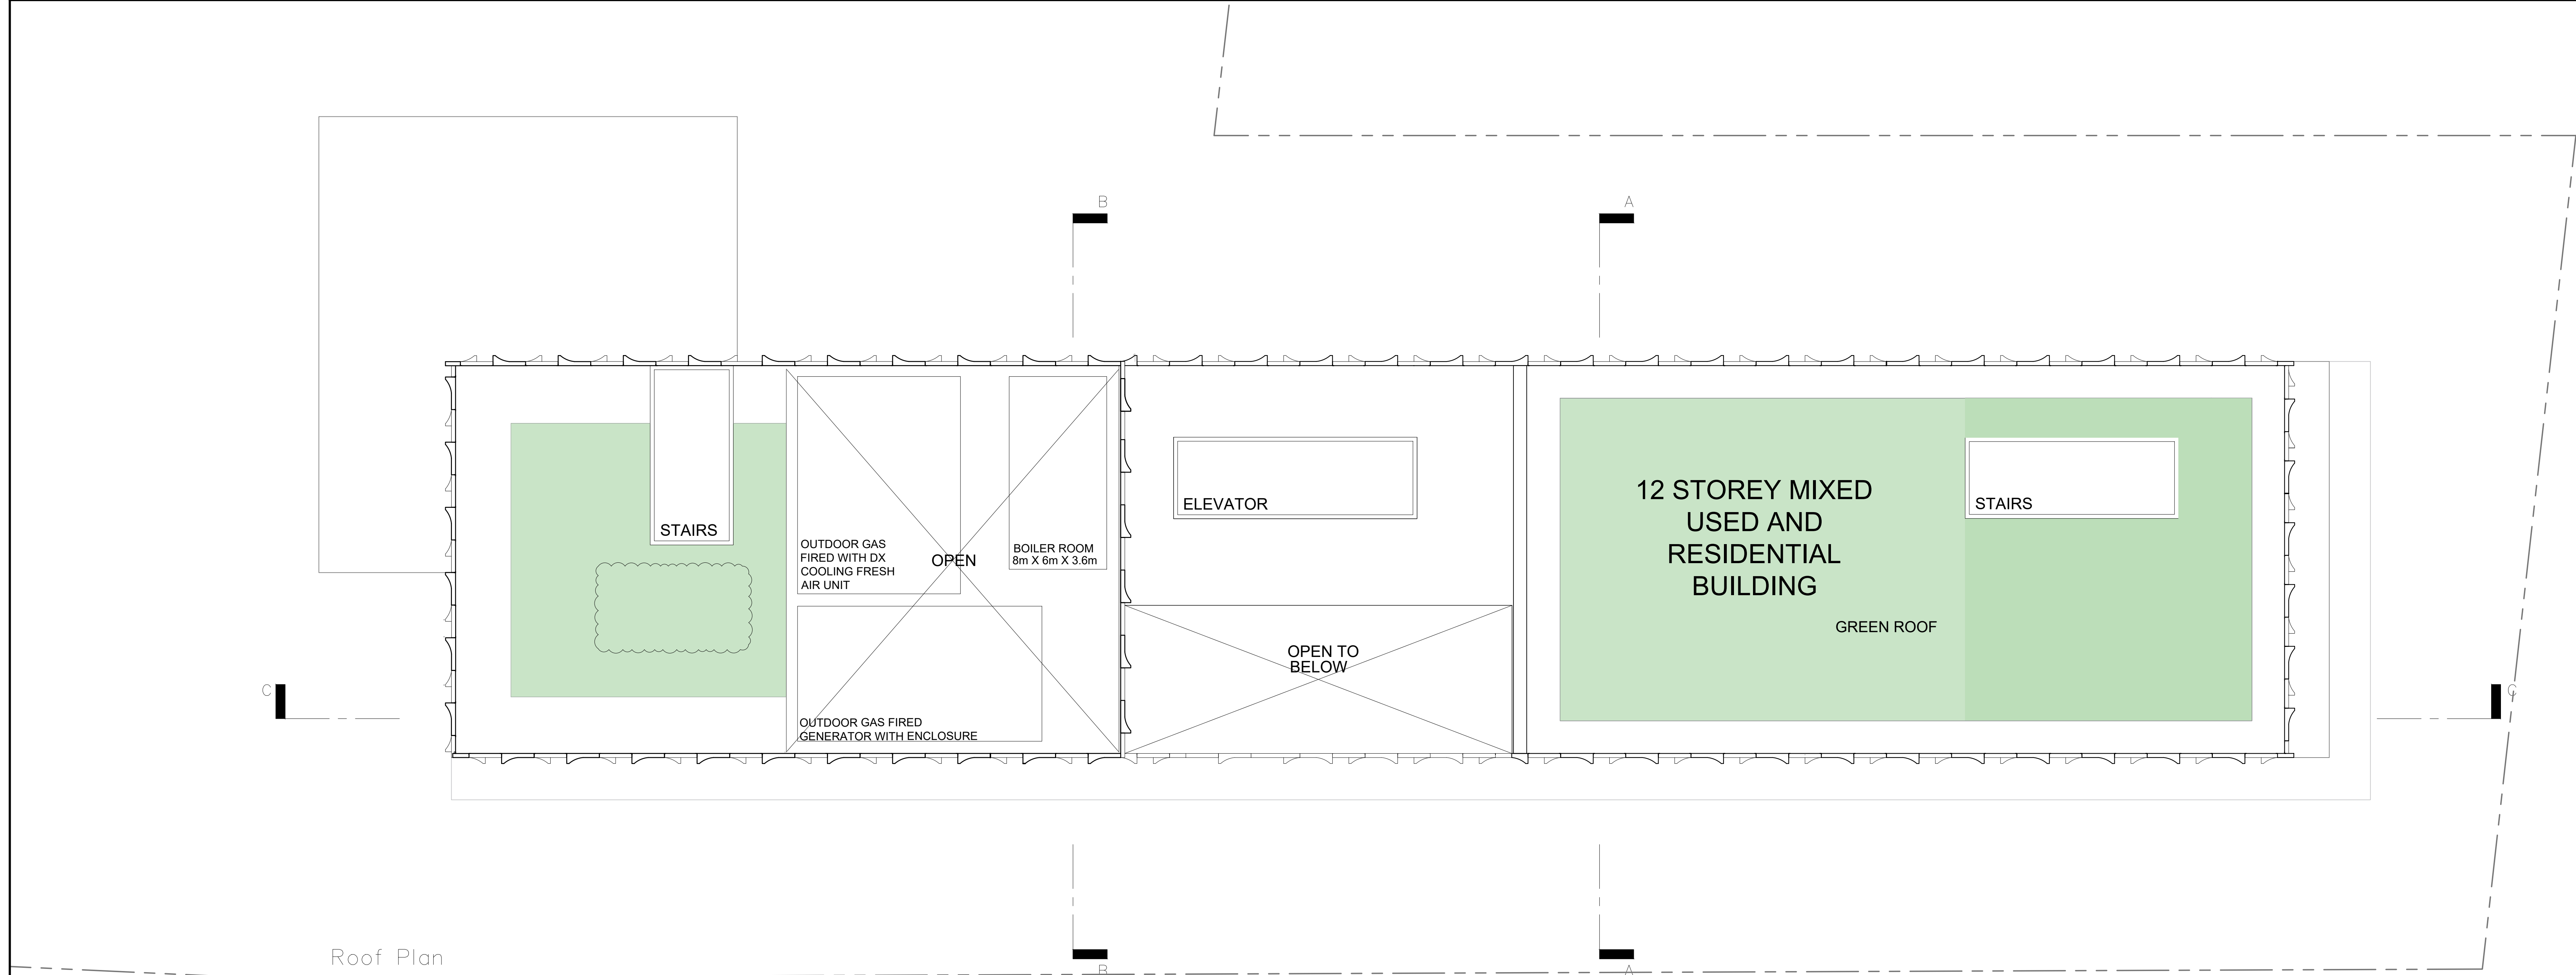 B
A
STAIRS
OUTDOOR GAS
FIRED WITH DX
COOLING FRESH
AIR UNIT
OPEN
BOILER ROOM
8m X 6m X 3.6m
ELEVATOR
12 STOREY MIXED
USED AND
RESIDENTIAL
BUILDING
STAIRS
GREEN ROOF
OPEN TO
BELOW
C
C
OUTDOOR GAS FIRED
GENERATOR WITH ENCLOSURE
Roof Plan
B
A